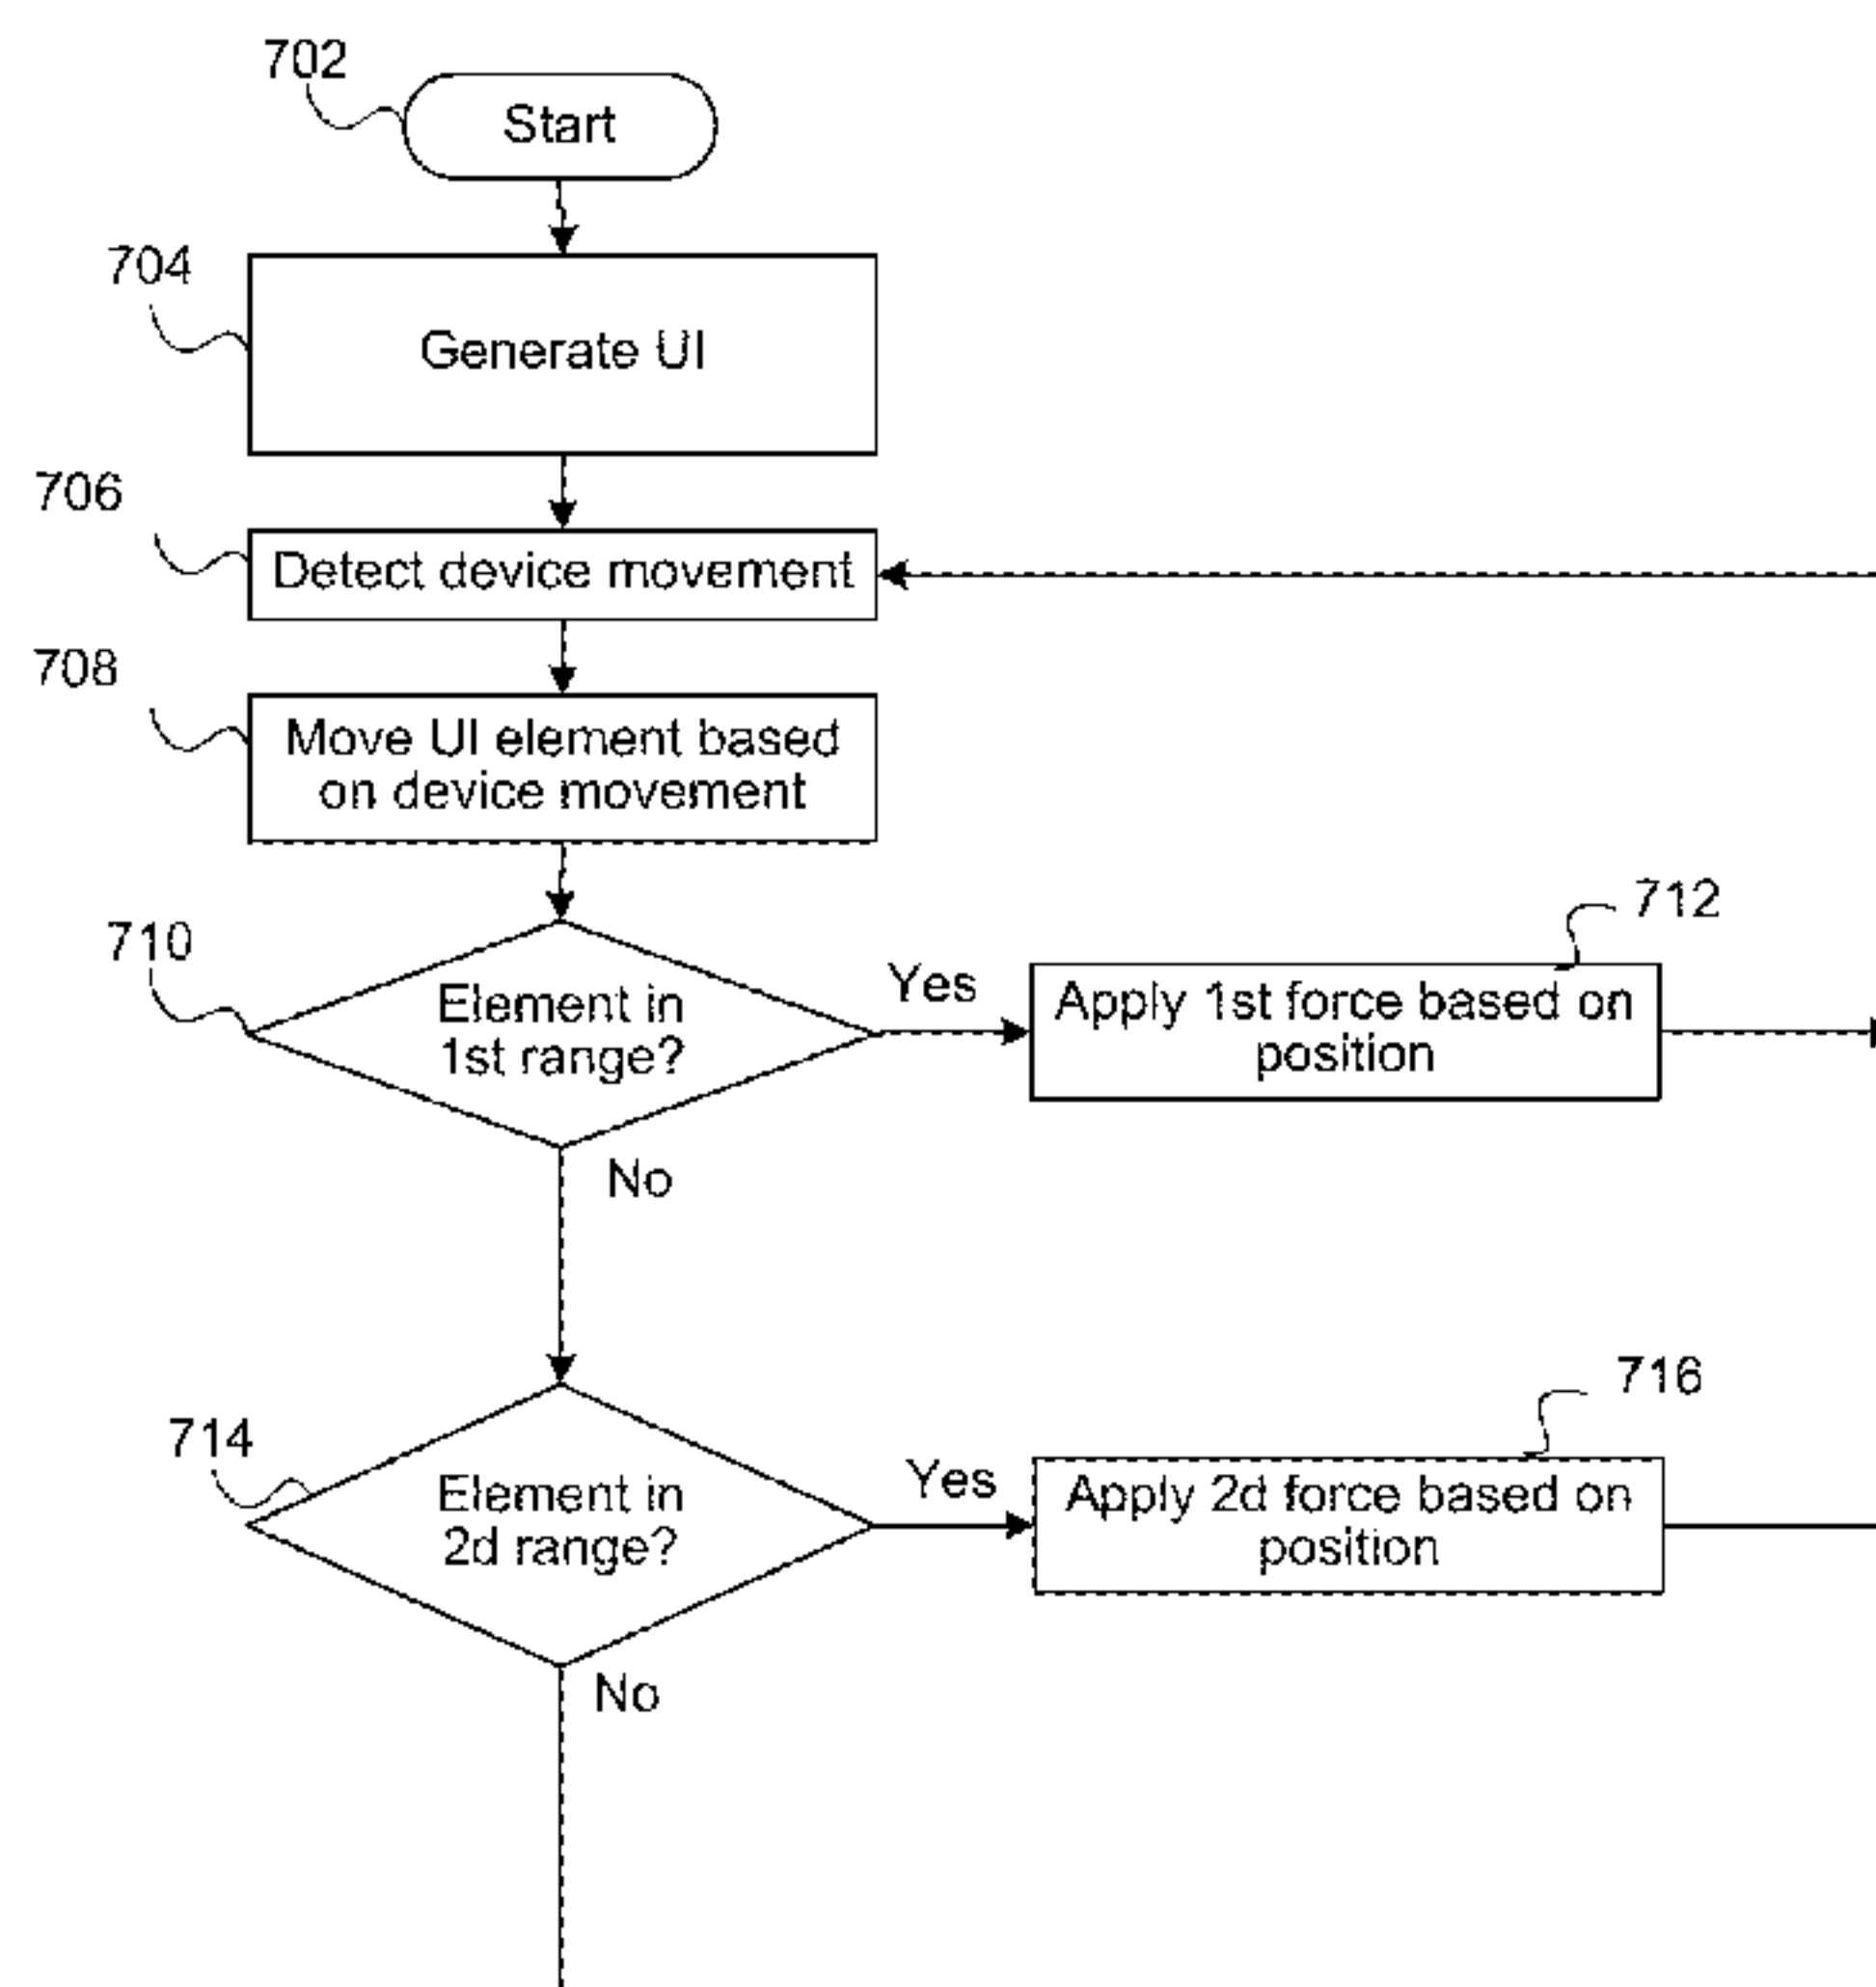 702
Start
704
Generate UI
706
Detect device movement
708
Move UI element based
on device movement
710
Element in
1st range?
Yes
712
Apply 1st force based on
position
No
714
Element in
2d range?
Yes
716
Apply 2d force based on
position
No